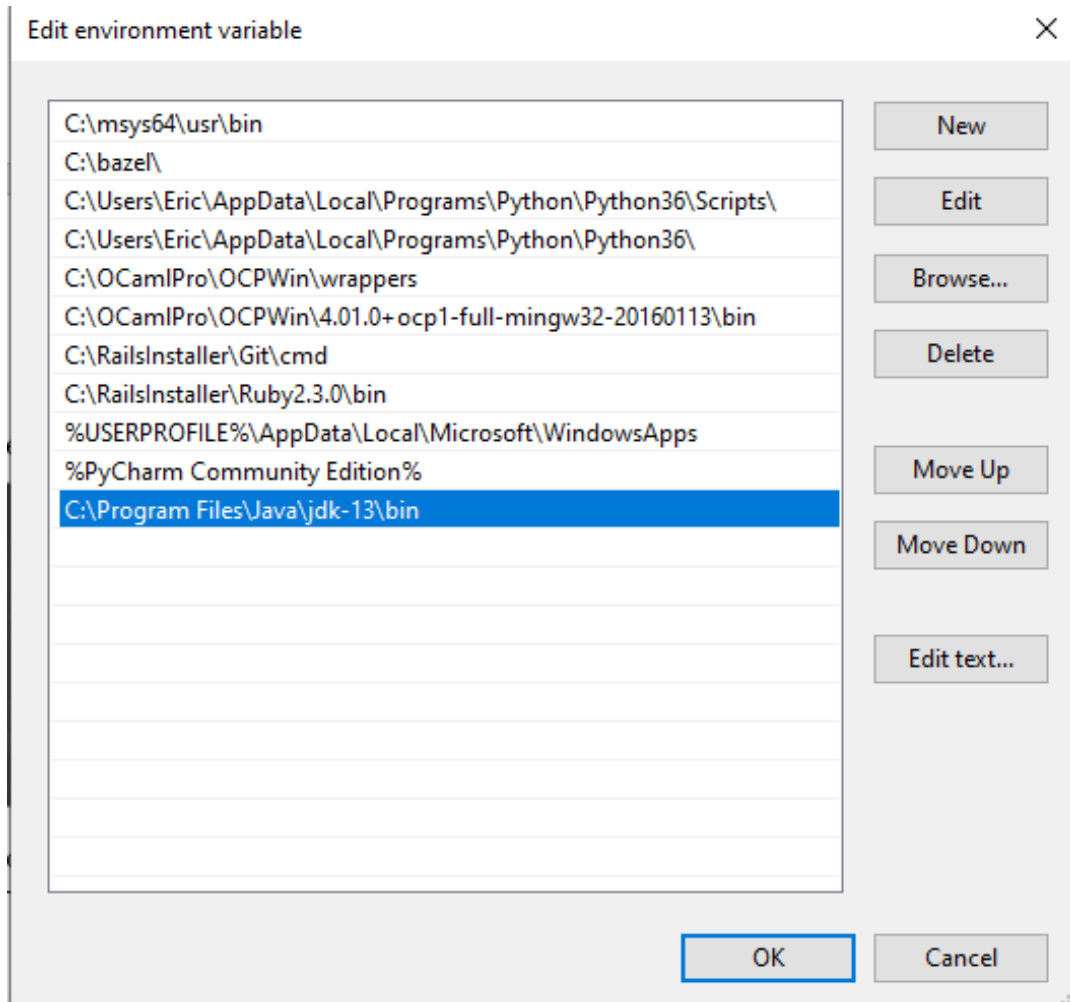 Edit environment variable
C:\msys64\usr\bin
C:\bazel\
C:\Users\Eric\AppData\Local\Programs\Python\Python36\Scripts\
C:\Users\Eric\AppData\Local\Programs\Python\Python36\
C:\OCamlPro\OCPWin\wrappers
C:\OCamlPro\OCPWin\4.01.0+ocp1-full-mingw32-20160113\bin
C:\RailsInstaller\Git\cmd
C:\RailsInstaller\Ruby2.3.0\bin
%USERPROFILE%\AppData\Local\Microsoft\WindowsApps
%PyCharm Community Edition%
C:\Program Files\Java\jdk-13\bin
New
Edit
Browse...
Delete
Move Up
Move Down
Edit text...
OK
Cancel